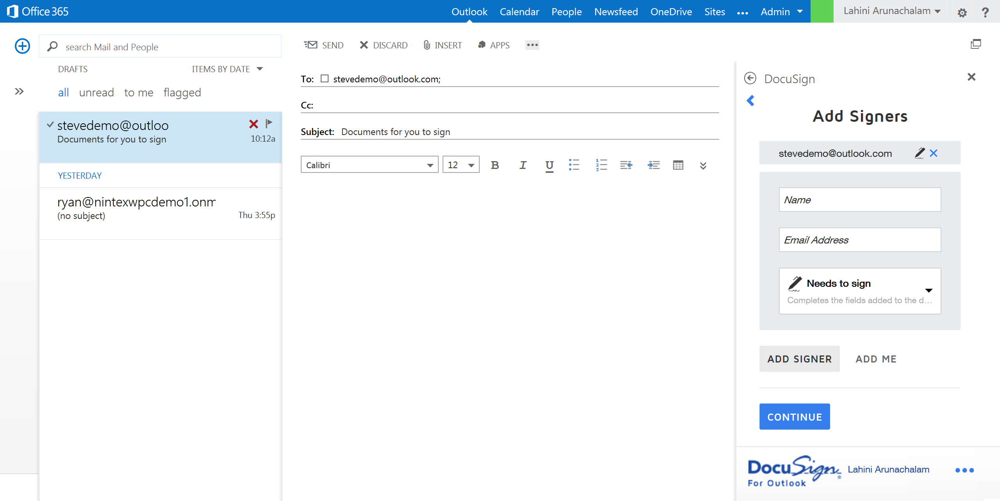 Office 365
Outlook Calendar People Newsfeed OneDrive Sites ••• Admin
Lahini Arunachalam ?
search Mail and People
DRAFTS ITEMS BY DATE
all unread to me flagged
stevedemo@outloo
Documents for you to sign 10:12a
YESTERDAY
ryan@nintexwpcdemo1.onm
(no subject) Thu 3:55p
SEND DISCARD INSERT APPS •••
To: stevedemo@outlook.com;
Cc:
Subject: Documents for you to sign
Calibri 12 B I U
DocuSign
Add Signers
stevedemo@outlook.com
Name
Email Address
Needs to sign
Completes the fields added to the d...
ADD SIGNER ADD ME
CONTINUE
DocuSign® Lahini Arunachalam •••
For Outlook